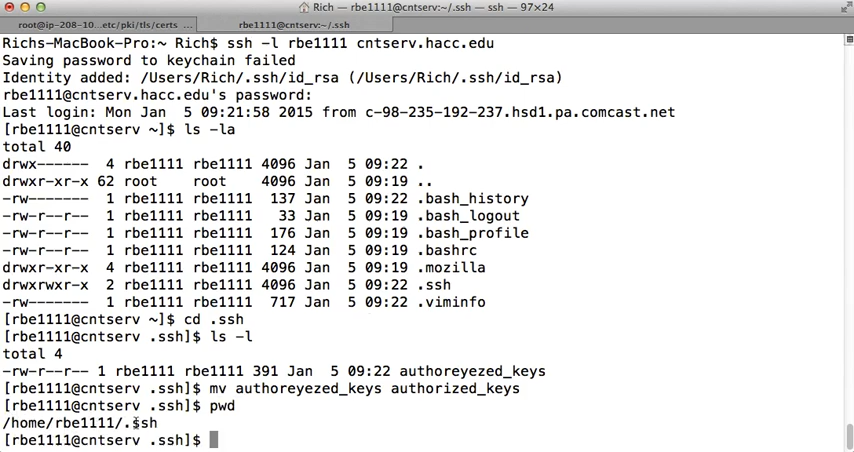 Rich — rbe1111@cntserv:~/.ssh — ssh — 97×24
root@ip-208-10...etc/pki/tls/certs ...
rbe1111@cntserv:~/.ssh
Richs-MacBook-Pro:~ Rich$ ssh -l rbe1111 cntserv.hacc.edu
Saving password to keychain failed
Identity added: /Users/Rich/.ssh/id_rsa (/Users/Rich/.ssh/id_rsa)
rbe1111@cntserv.hacc.edu's password:
Last login: Mon Jan  5 09:21:58 2015 from c-98-235-192-237.hsd1.pa.comcast.net
[rbe1111@cntserv ~]$ ls -la
total 40
drwx------  4 rbe1111 rbe1111 4096 Jan  5 09:22 .
drwxr-xr-x 62 root    root    4096 Jan  5 09:19 ..
-rw-------  1 rbe1111 rbe1111  137 Jan  5 09:22 .bash_history
-rw-r--r--  1 rbe1111 rbe1111   33 Jan  5 09:19 .bash_logout
-rw-r--r--  1 rbe1111 rbe1111  176 Jan  5 09:19 .bash_profile
-rw-r--r--  1 rbe1111 rbe1111  124 Jan  5 09:19 .bashrc
drwxr-xr-x  4 rbe1111 rbe1111 4096 Jan  5 09:19 .mozilla
drwxrwxr-x  2 rbe1111 rbe1111 4096 Jan  5 09:22 .ssh
-rw-------  1 rbe1111 rbe1111  717 Jan  5 09:22 .viminfo
[rbe1111@cntserv ~]$ cd .ssh
[rbe1111@cntserv .ssh]$ ls -l
total 4
-rw-r--r-- 1 rbe1111 rbe1111 391 Jan  5 09:22 authoreyezed_keys
[rbe1111@cntserv .ssh]$ mv authoreyezed_keys authorized_keys
[rbe1111@cntserv .ssh]$ pwd
/home/rbe1111/.ssh
[rbe1111@cntserv .ssh]$